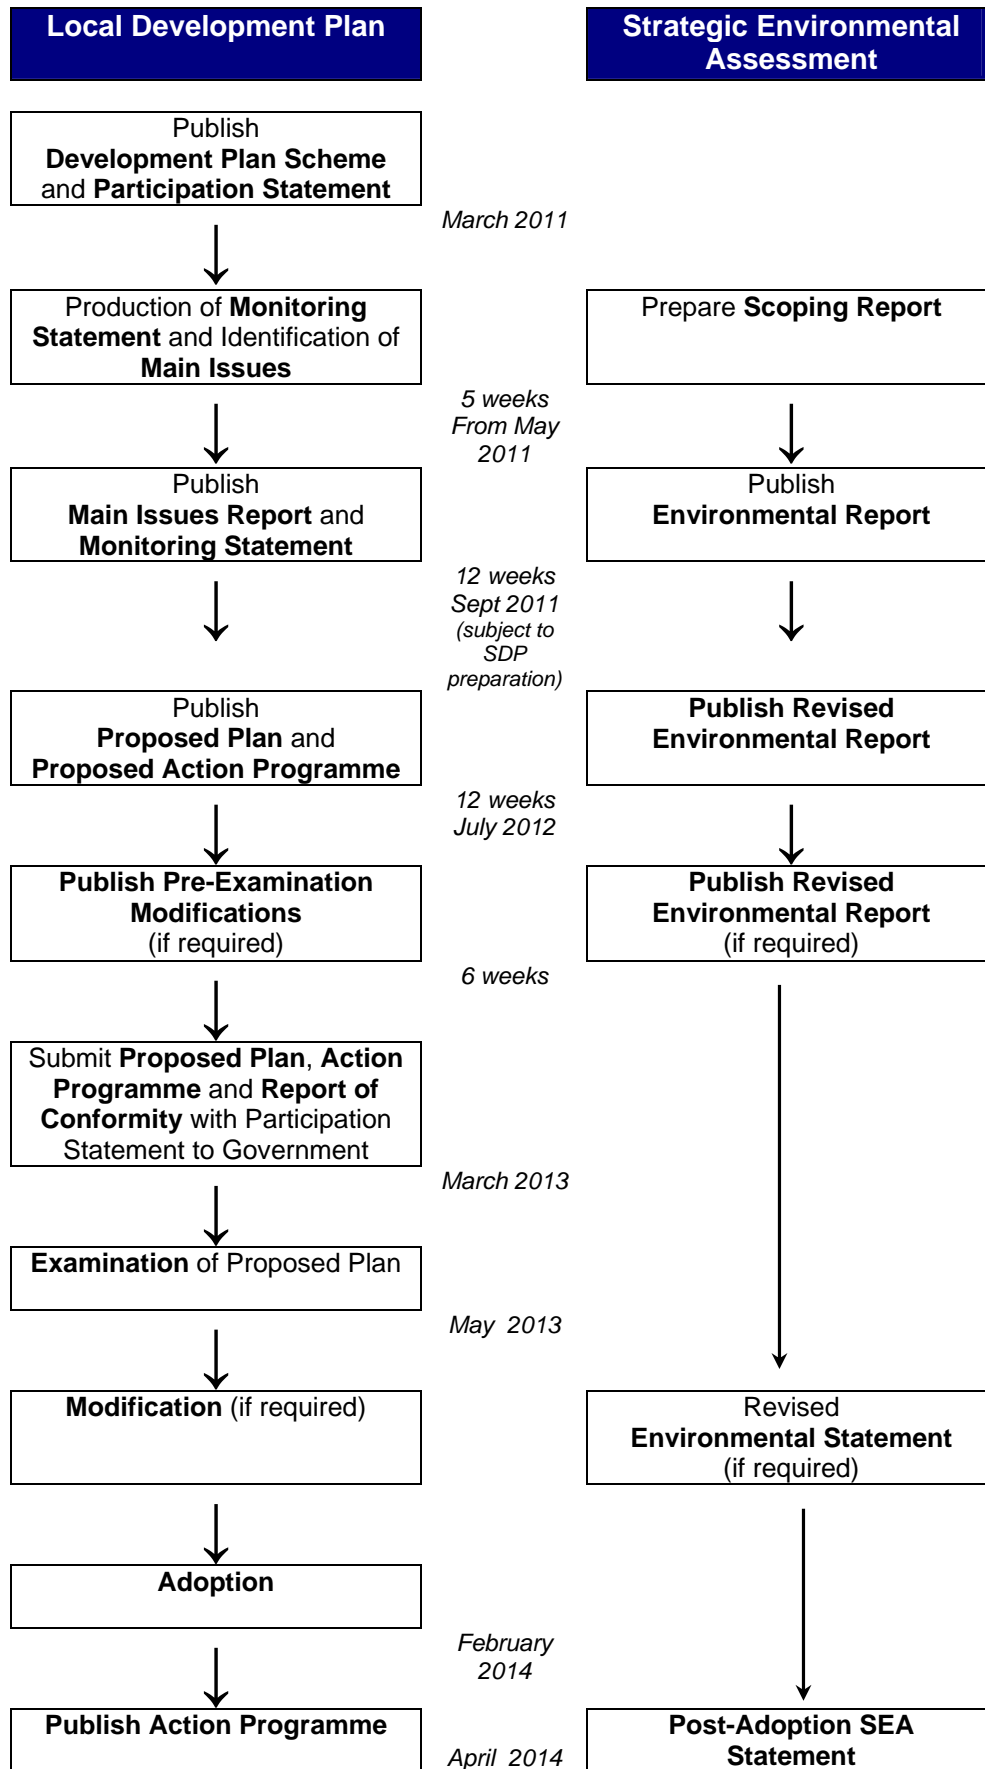 Local Development Plan
Strategic Environmental
Assessment
Publish
Development Plan Scheme
and Participation Statement
March 2011
Production of Monitoring
Statement and Identification of
Main Issues
Prepare Scoping Report
5 weeks
From May
2011
Publish
Main Issues Report and
Monitoring Statement
Publish
Environmental Report
12 weeks
Sept 2011
(subject to
SDP
preparation)
Publish
Proposed Plan and
Proposed Action Programme
Publish Revised
Environmental Report
12 weeks
July 2012
Publish Pre-Examination
Modifications
(if required)
Publish Revised
Environmental Report
(if required)
6 weeks
Submit Proposed Plan, Action
Programme and Report of
Conformity with Participation
Statement to Government
March 2013
Examination of Proposed Plan
May 2013
Modification (if required)
Revised
Environmental Statement
(if required)
Adoption
February
2014
Publish Action Programme
Post-Adoption SEA
Statement
April 2014